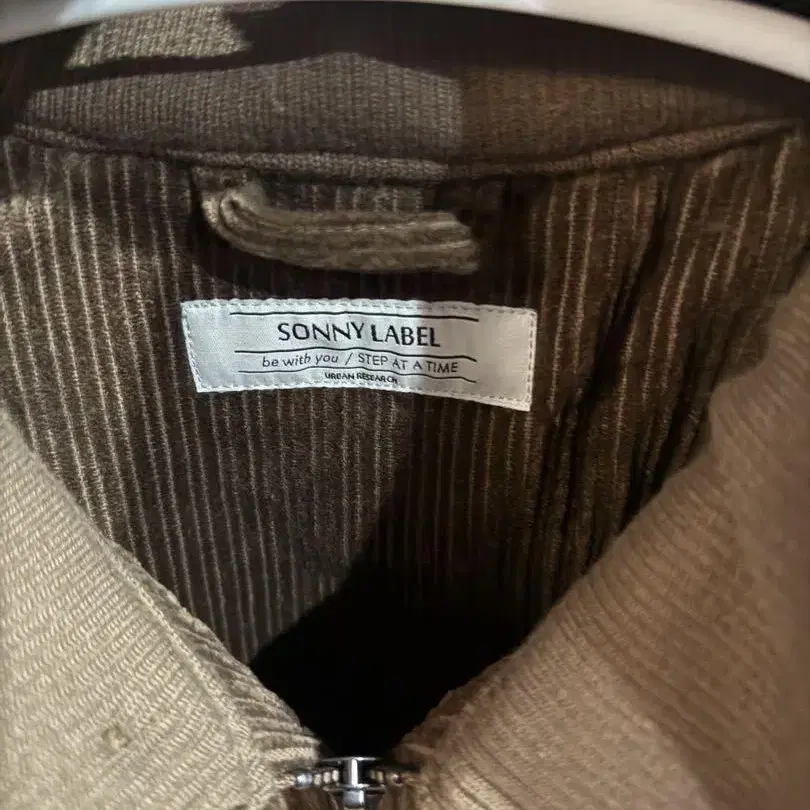 SONNY LABEL
be with you / STEP AT A TIME
URBAN RESEARCH